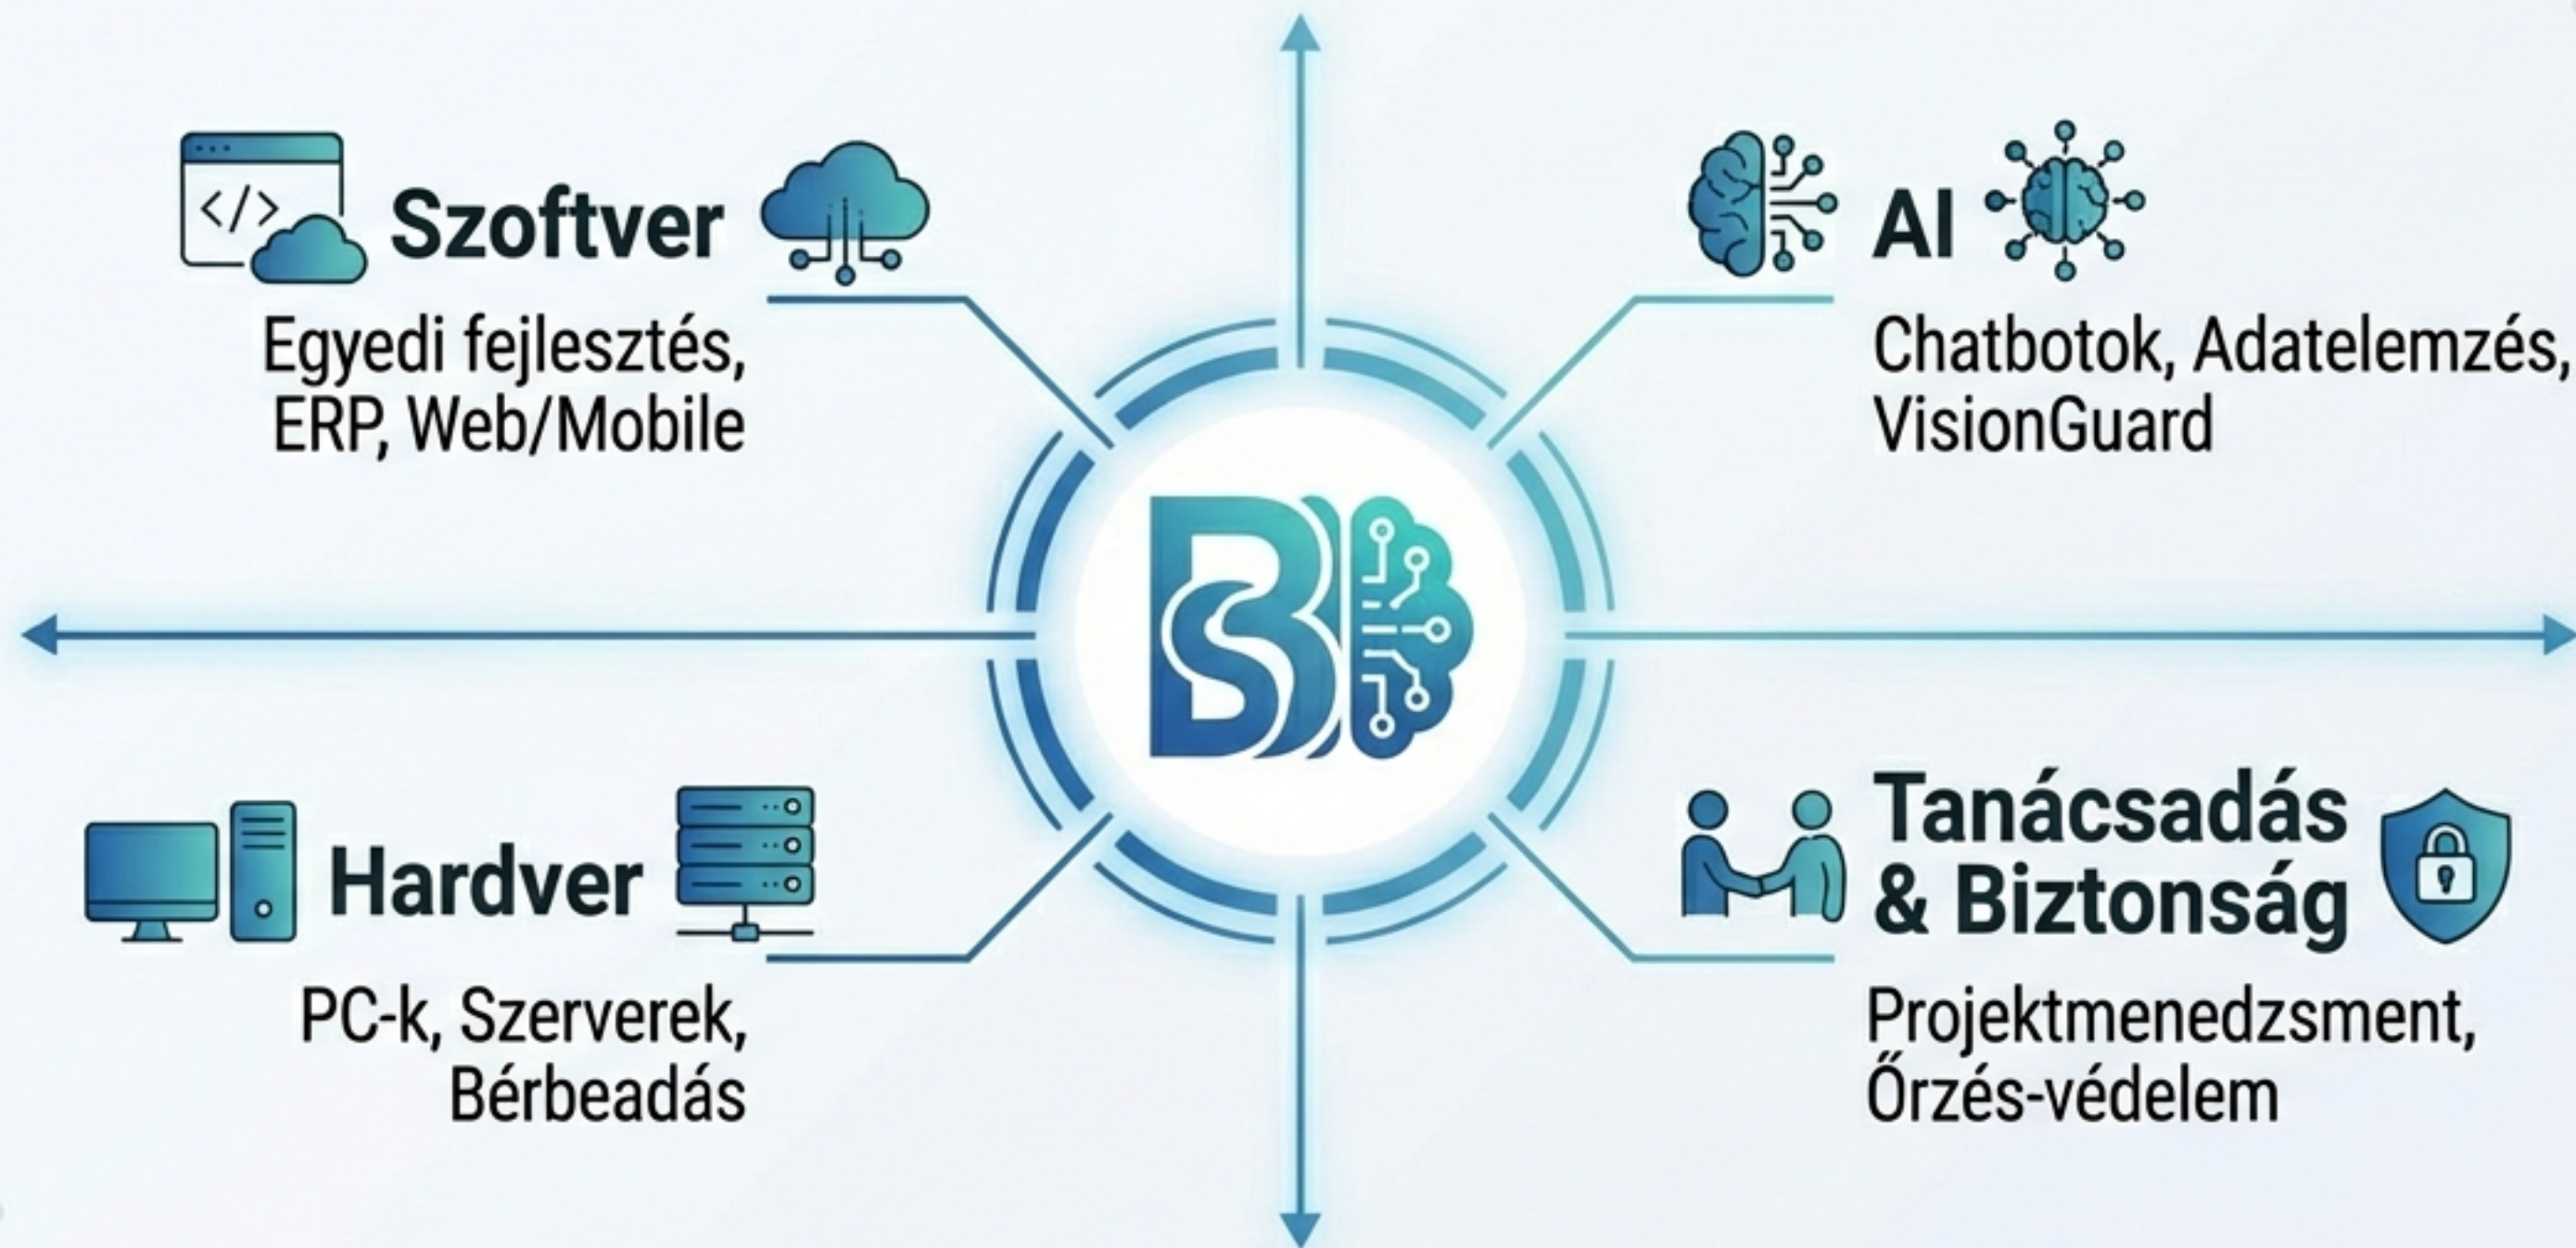 Szoftver
Egyedi fejlesztés,
ERP, Web/Mobile
AI
Chatbotok, Adatelemzés,
VisionGuard
Hardver
PC-k, Szerverek,
Bérbeadás
Tanácsadás
& Biztonság
Projektmenedzsment,
Őrzés-védelem